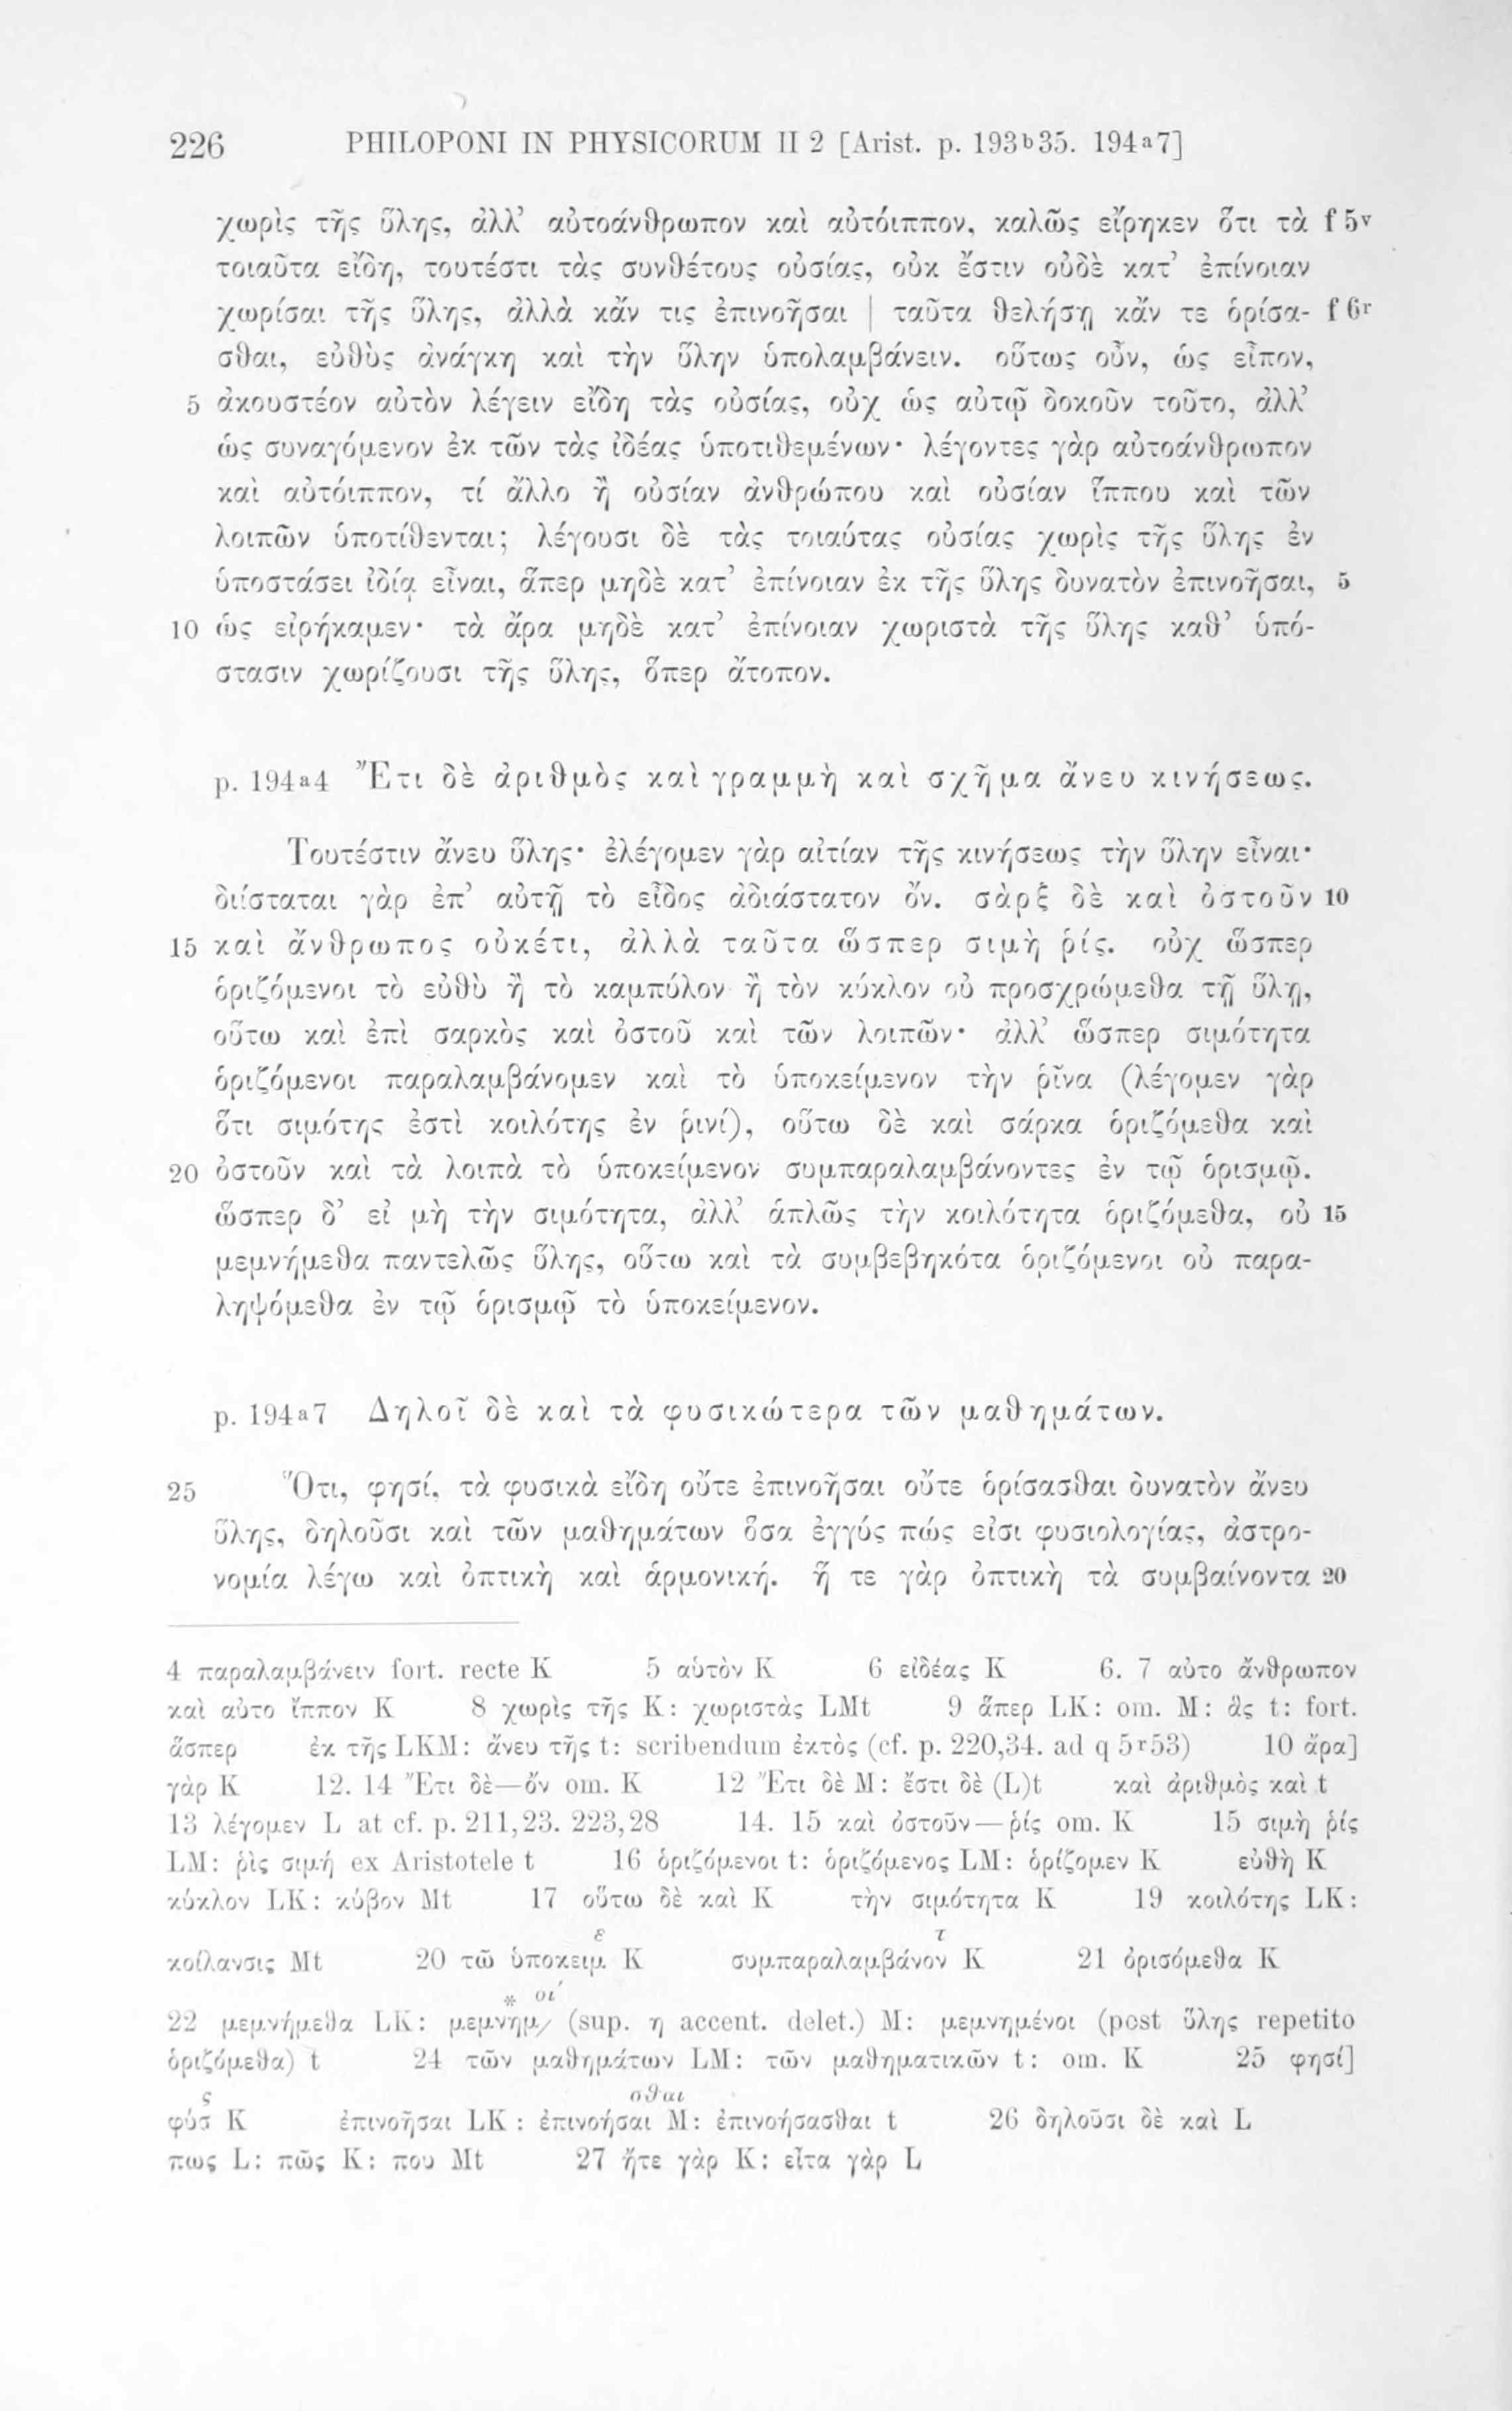 226 PHILOPONI IN PHYSICORUM II 2 [Arist. p. 193ᵇ35. 194ᵃ7]
χωρὶς τῆς ὕλης, ἀλλ’ αὐτοάνθρωπον καὶ αὐτόιππον, καλῶς εἴρηκεν ὅτι τὰ f 5ᵛ
τοιαῦτα εἴδη, τουτέστι τὰς συνθέτους οὐσίας, οὐκ ἔστιν οὐδὲ κατ’ ἐπίνοιαν
χωρίσαι τῆς ὕλης, ἀλλὰ κἄν τις ἐπινοῆσαι | ταῦτα θελήσῃ κἄν τε ὁρίσα- f 6ʳ
σθαι, εὐθὺς ἀνάγκη καὶ τὴν ὕλην ὑπολαμβάνειν. οὕτως οὖν, ὡς εἶπον,
5 ἀκουστέον αὐτὸν λέγειν εἴδη τὰς οὐσίας, οὐχ ὡς αὐτῷ δοκοῦν τοῦτο, ἀλλ’
ὡς συναγόμενον ἐκ τῶν τὰς ἰδέας ὑποτιθεμένων· λέγοντες γὰρ αὐτοάνθρωπον
καὶ αὐτόιππον, τί ἄλλο ἢ οὐσίαν ἀνθρώπου καὶ οὐσίαν ἵππου καὶ τῶν
λοιπῶν ὑποτίθενται; λέγουσι δὲ τὰς τοιαύτας οὐσίας χωρὶς τῆς ὕλης ἐν
ὑποστάσει ἰδίᾳ εἶναι, ἅπερ μηδὲ κατ’ ἐπίνοιαν ἐκ τῆς ὕλης δυνατὸν ἐπινοῆσαι, 5
10 ὡς εἰρήκαμεν· τὰ ἄρα μηδὲ κατ’ ἐπίνοιαν χωριστὰ τῆς ὕλης καθ’ ὑπό-
στασιν χωρίζουσι τῆς ὕλης, ὅπερ ἄτοπον.
p. 194ᵃ4 Ἔτι δὲ ἀριθμὸς καὶ γραμμὴ καὶ σχῆμα ἄνευ κινήσεως.
Τουτέστιν ἄνευ ὕλης· ἐλέγομεν γὰρ αἰτίαν τῆς κινήσεως τὴν ὕλην εἶναι·
διίσταται γὰρ ἐπ’ αὐτῇ τὸ εἶδος ἀδιάστατον ὄν. σὰρξ δὲ καὶ ὀστοῦν 10
15 καὶ ἄνθρωπος οὐκέτι, ἀλλὰ ταῦτα ὥσπερ σιμὴ ῥίς. οὐχ ὥσπερ
ὁριζόμενοι τὸ εὐθὺ ἢ τὸ καμπύλον ἢ τὸν κύκλον οὐ προσχρώμεθα τῇ ὕλῃ,
οὕτω καὶ ἐπὶ σαρκὸς καὶ ὀστοῦ καὶ τῶν λοιπῶν· ἀλλ’ ὥσπερ σιμότητα
ὁριζόμενοι παραλαμβάνομεν καὶ τὸ ὑποκείμενον τὴν ῥῖνα (λέγομεν γὰρ
ὅτι σιμότης ἐστὶ κοιλότης ἐν ῥινί), οὕτω δὲ καὶ σάρκα ὁριζόμεθα καὶ
20 ὀστοῦν καὶ τὰ λοιπὰ τὸ ὑποκείμενον συμπαραλαμβάνοντες ἐν τῷ ὁρισμῷ.
ὥσπερ δ’ εἰ μὴ τὴν σιμότητα, ἀλλ’ ἁπλῶς τὴν κοιλότητα ὁριζόμεθα, οὐ 15
μεμνήμεθα παντελῶς ὕλης, οὕτω καὶ τὰ συμβεβηκότα ὁριζόμενοι οὐ παρα-
ληψόμεθα ἐν τῷ ὁρισμῷ τὸ ὑποκείμενον.
p. 194ᵃ7 Δηλοῖ δὲ καὶ τὰ φυσικώτερα τῶν μαθημάτων.
25 Ὅτι, φησί, τὰ φυσικὰ εἴδη οὔτε ἐπινοῆσαι οὔτε ὁρίσασθαι δυνατὸν ἄνευ
ὕλης, δηλοῦσι καὶ τῶν μαθημάτων ὅσα ἐγγύς πώς εἰσι φυσιολογίας, ἀστρο-
νομία λέγω καὶ ὀπτικὴ καὶ ἁρμονική. ἥ τε γὰρ ὀπτικὴ τὰ συμβαίνοντα 20
4 παραλαμβάνειν fort. recte K 5 αὑτὸν K 6 εἰδέας K 6. 7 αὐτο ἄνθρωπον
καὶ αὐτο ἵππον K 8 χωρὶς τῆς K: χωριστὰς LMt 9 ἅπερ LK: om. M: ἃς t: fort.
ἅσπερ ἐκ τῆς LKM: ἄνευ τῆς t: scribendum ἐκτὸς (cf. p. 220,34. ad q 5ʳ53) 10 ἄρα]
γὰρ K 12. 14 Ἔτι δὲ—ὄν om. K 12 Ἔτι δὲ M: ἔστι δὲ (L)t καὶ ἀριθμὸς καὶ t
13 λέγομεν L at cf. p. 211,23. 223,28 14. 15 καὶ ὀστοῦν—ῥίς om. K 15 σιμὴ ῥίς
LM: ῥὶς σιμή ex Aristotele t 16 ὁριζόμενοι t: ὁριζόμενος LM: ὁρίζομεν K εὐθὴ K
κύκλον LK: κύβον Mt 17 οὕτω δὲ καὶ K τὴν σιμότητα K 19 κοιλότης LK:
κοίλανσις Mt 20 τῶ ὑποκειμ ε K συμπαραλαμβάνον τ K 21 ὁρισόμεθα K
22 μεμνήμεθα LK: μεμνημ/ οί (sup. η accent. delet.) M: μεμνημένοι (post ὕλης repetito
ὁριζόμεθα) t 24 τῶν μαθημάτων LM: τῶν μαθηματικῶν t: om. K 25 φησί]
φύσ ς K ἐπινοῆσαι LK: ἐπινοήσαι σθαι M: ἐπινοήσασθαι t 26 δηλοῦσι δὲ καὶ L
πως L: πῶς K: που Mt 27 ἥτε γὰρ K: εἶτα γὰρ L